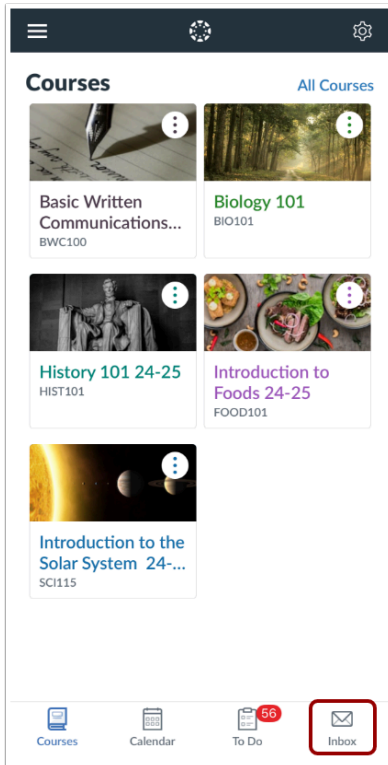 Courses
All Courses
Basic Written
Communications...
BWC100
Biology 101
BIO101
History 101 24-25
HIST101
Introduction to
Foods 24-25
FOOD101
Introduction to the
Solar System 24-...
SCI115
56
Courses
Calendar
To Do
Inbox